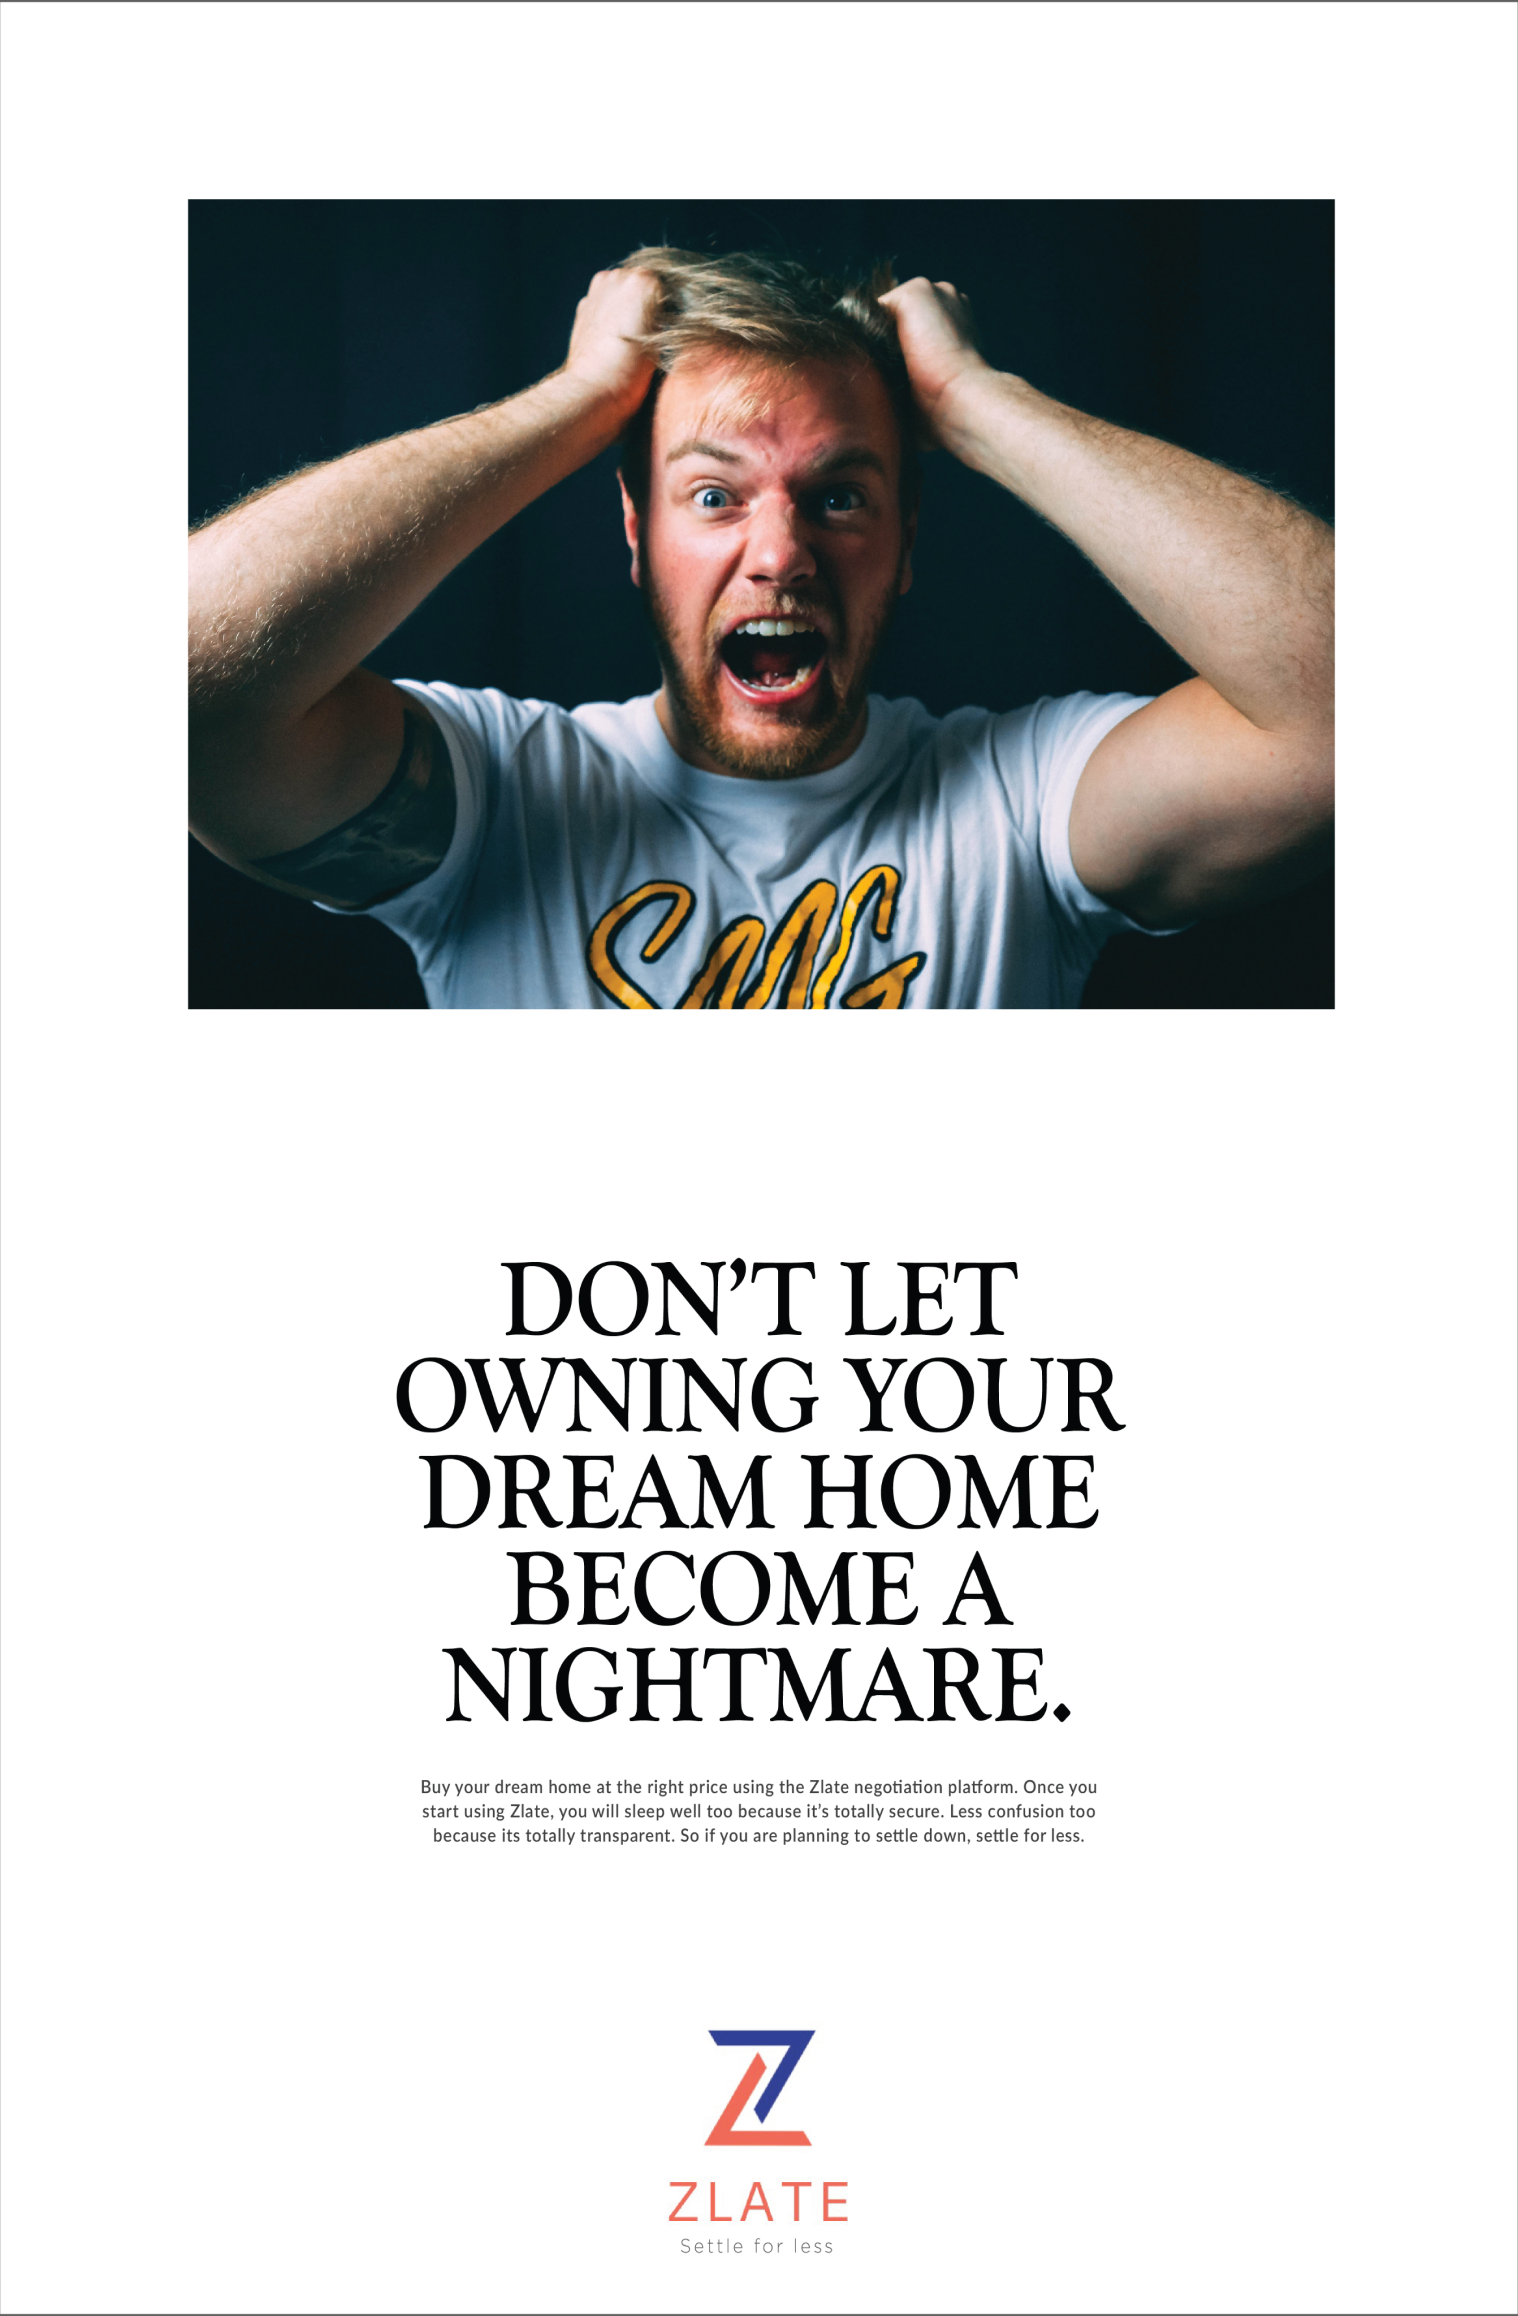 SMG
DON’T LET
OWNING YOUR
DREAM HOME
BECOME A
NIGHTMARE.
Buy your dream home at the right price using the Zlate negotiation platform. Once you
start using Zlate, you will sleep well too because it’s totally secure. Less confusion too
because its totally transparent. So if you are planning to settle down, settle for less.
ZLATE
Settle for less